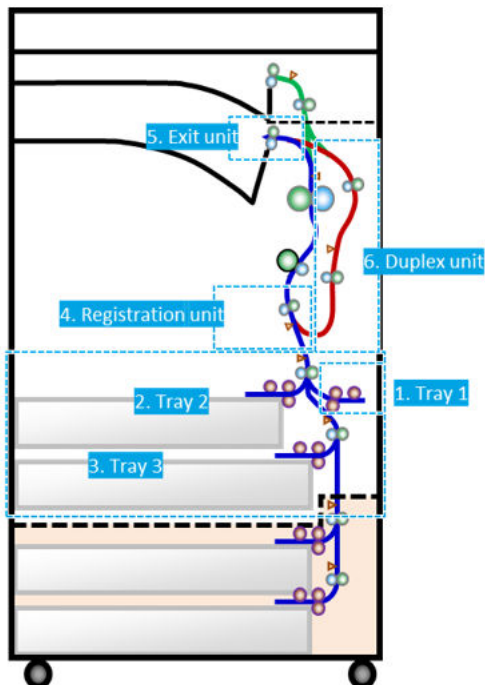 5. Exit unit
6. Duplex unit
4. Registration unit
1. Tray 1
2. Tray 2
3. Tray 3